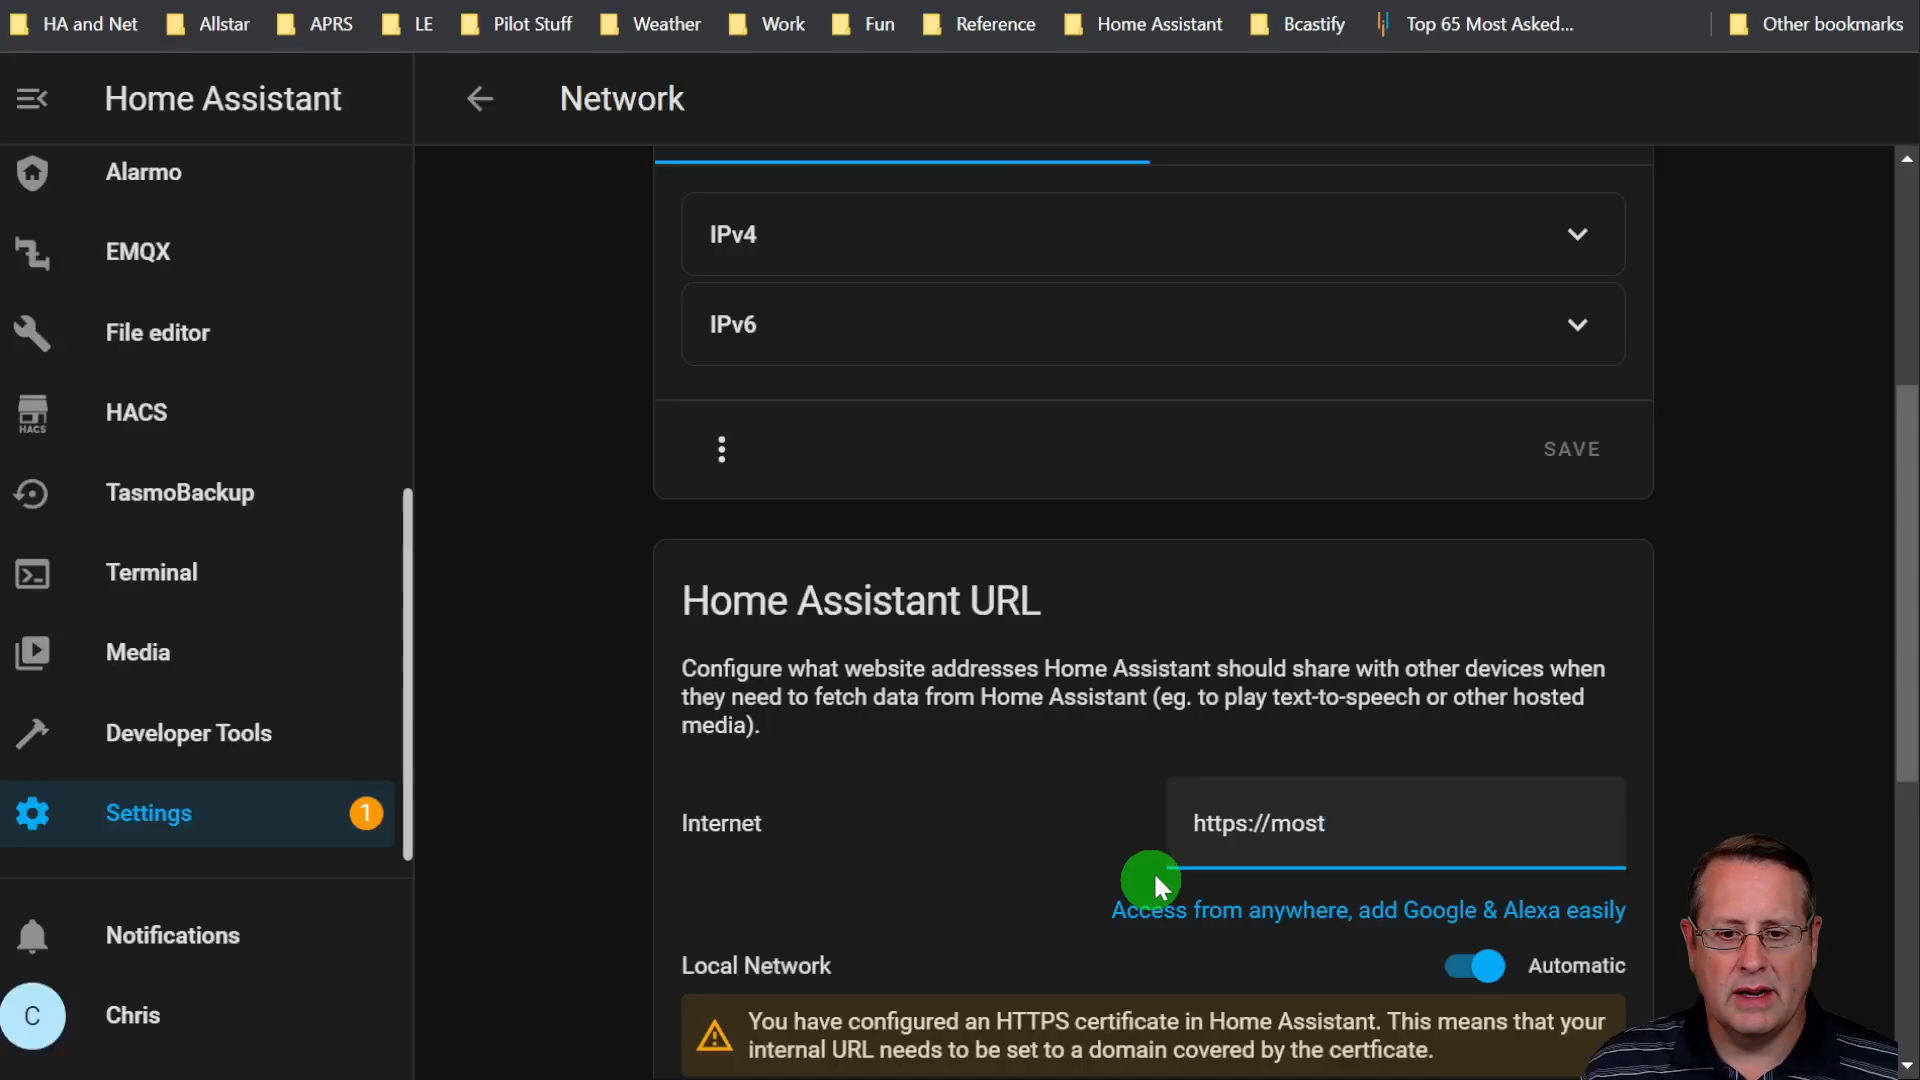 HA and Net Allstar APRS LE Pilot Stuff Weather Work Fun Reference Home Assistant Bcastify Top 65 Most Asked... Other bookmarks
Home Assistant
Network
Alarmo
EMQX
File editor
HACS
HACS
TasmoBackup
Terminal
Media
Developer Tools
Settings 1
Notifications
C Chris
IPv4
IPv6
SAVE
Home Assistant URL
Configure what website addresses Home Assistant should share with other devices when
they need to fetch data from Home Assistant (eg. to play text-to-speech or other hosted
media).
Internet https://most
Access from anywhere, add Google & Alexa easily
Local Network Automatic
You have configured an HTTPS certificate in Home Assistant. This means that your
internal URL needs to be set to a domain covered by the certficate.